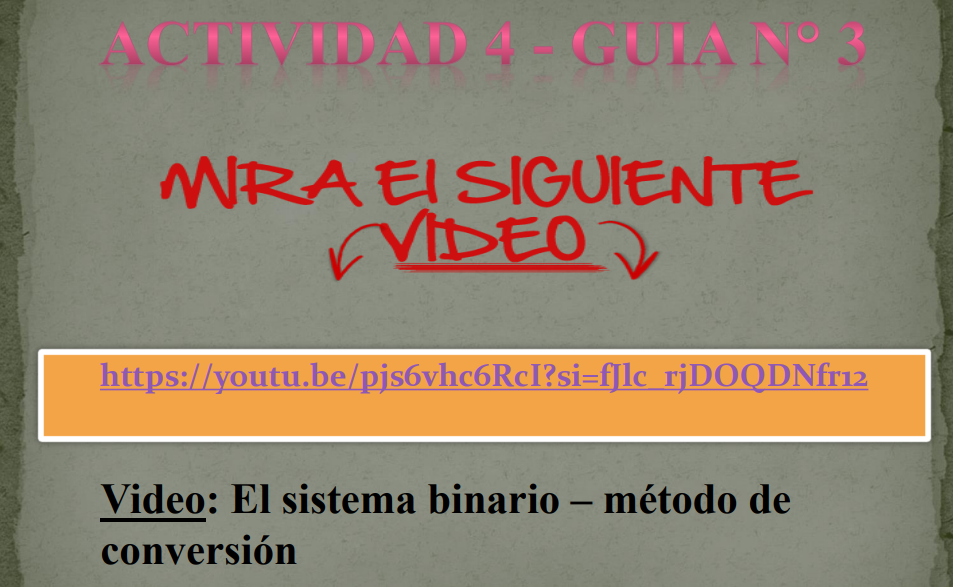 ACTIVIDAD 4 - GUIA N° 3
MIRA El SIGUIENTE
VIDEO
https://youtu.be/pjs6vhc6RcI?si=fJlc_rjDOQDNfr12
Video: El sistema binario – método de
conversión